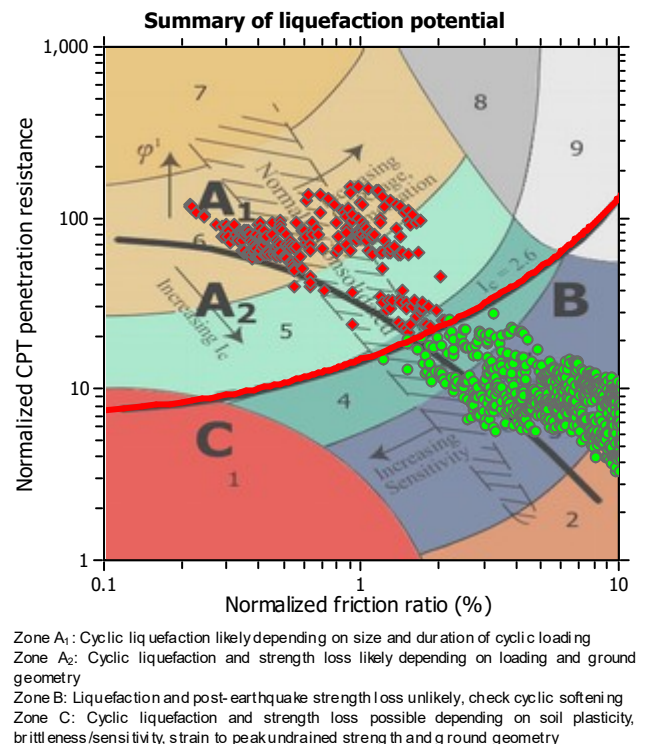 Summary of liquefaction potential
Normalized CPT penetration resistance
1,000
100
10
1
7
8
9
φ'
A1
6
A2
5
Increasing Ic
Ic = 2.6
B
4
C
1
Increasing
Sensitivity
2
0.1
1
10
Normalized friction ratio (%)
Zone A1: Cyclic liquefaction likely depending on size and duration of cyclic loading
Zone A2: Cyclic liquefaction and strength loss likely depending on loading and ground
geometry
Zone B: Liquefaction and post-earthquake strength loss unlikely, check cyclic softening
Zone C: Cyclic liquefaction and strength loss possible depending on soil plasticity,
brittleness/sensitivity, strain to peak undrained strength and ground geometry